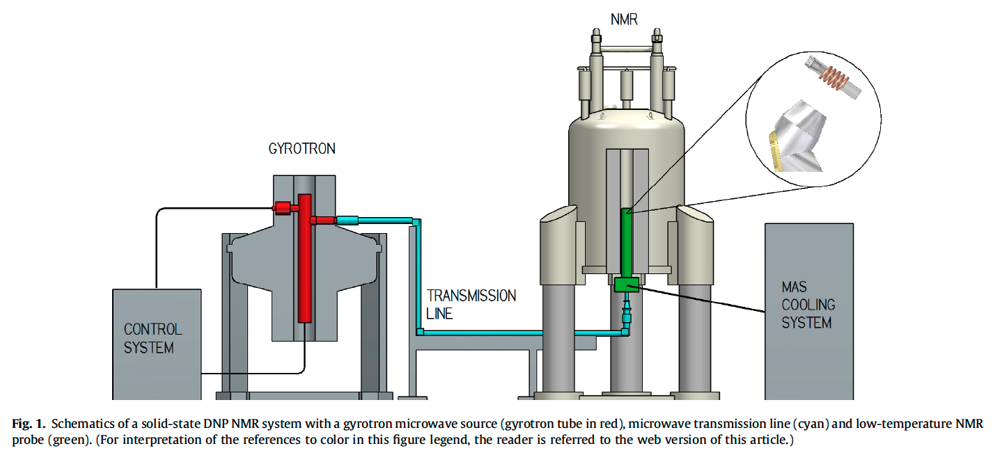 NMR
GYROTRON
TRANSMISSION
LINE
CONTROL
SYSTEM
MAS
COOLING
SYSTEM
Fig. 1. Schematics of a solid-state DNP NMR system with a gyrotron microwave source (gyrotron tube in red), microwave transmission line (cyan) and low-temperature NMR
probe (green). (For interpretation of the references to color in this figure legend, the reader is referred to the web version of this article.)